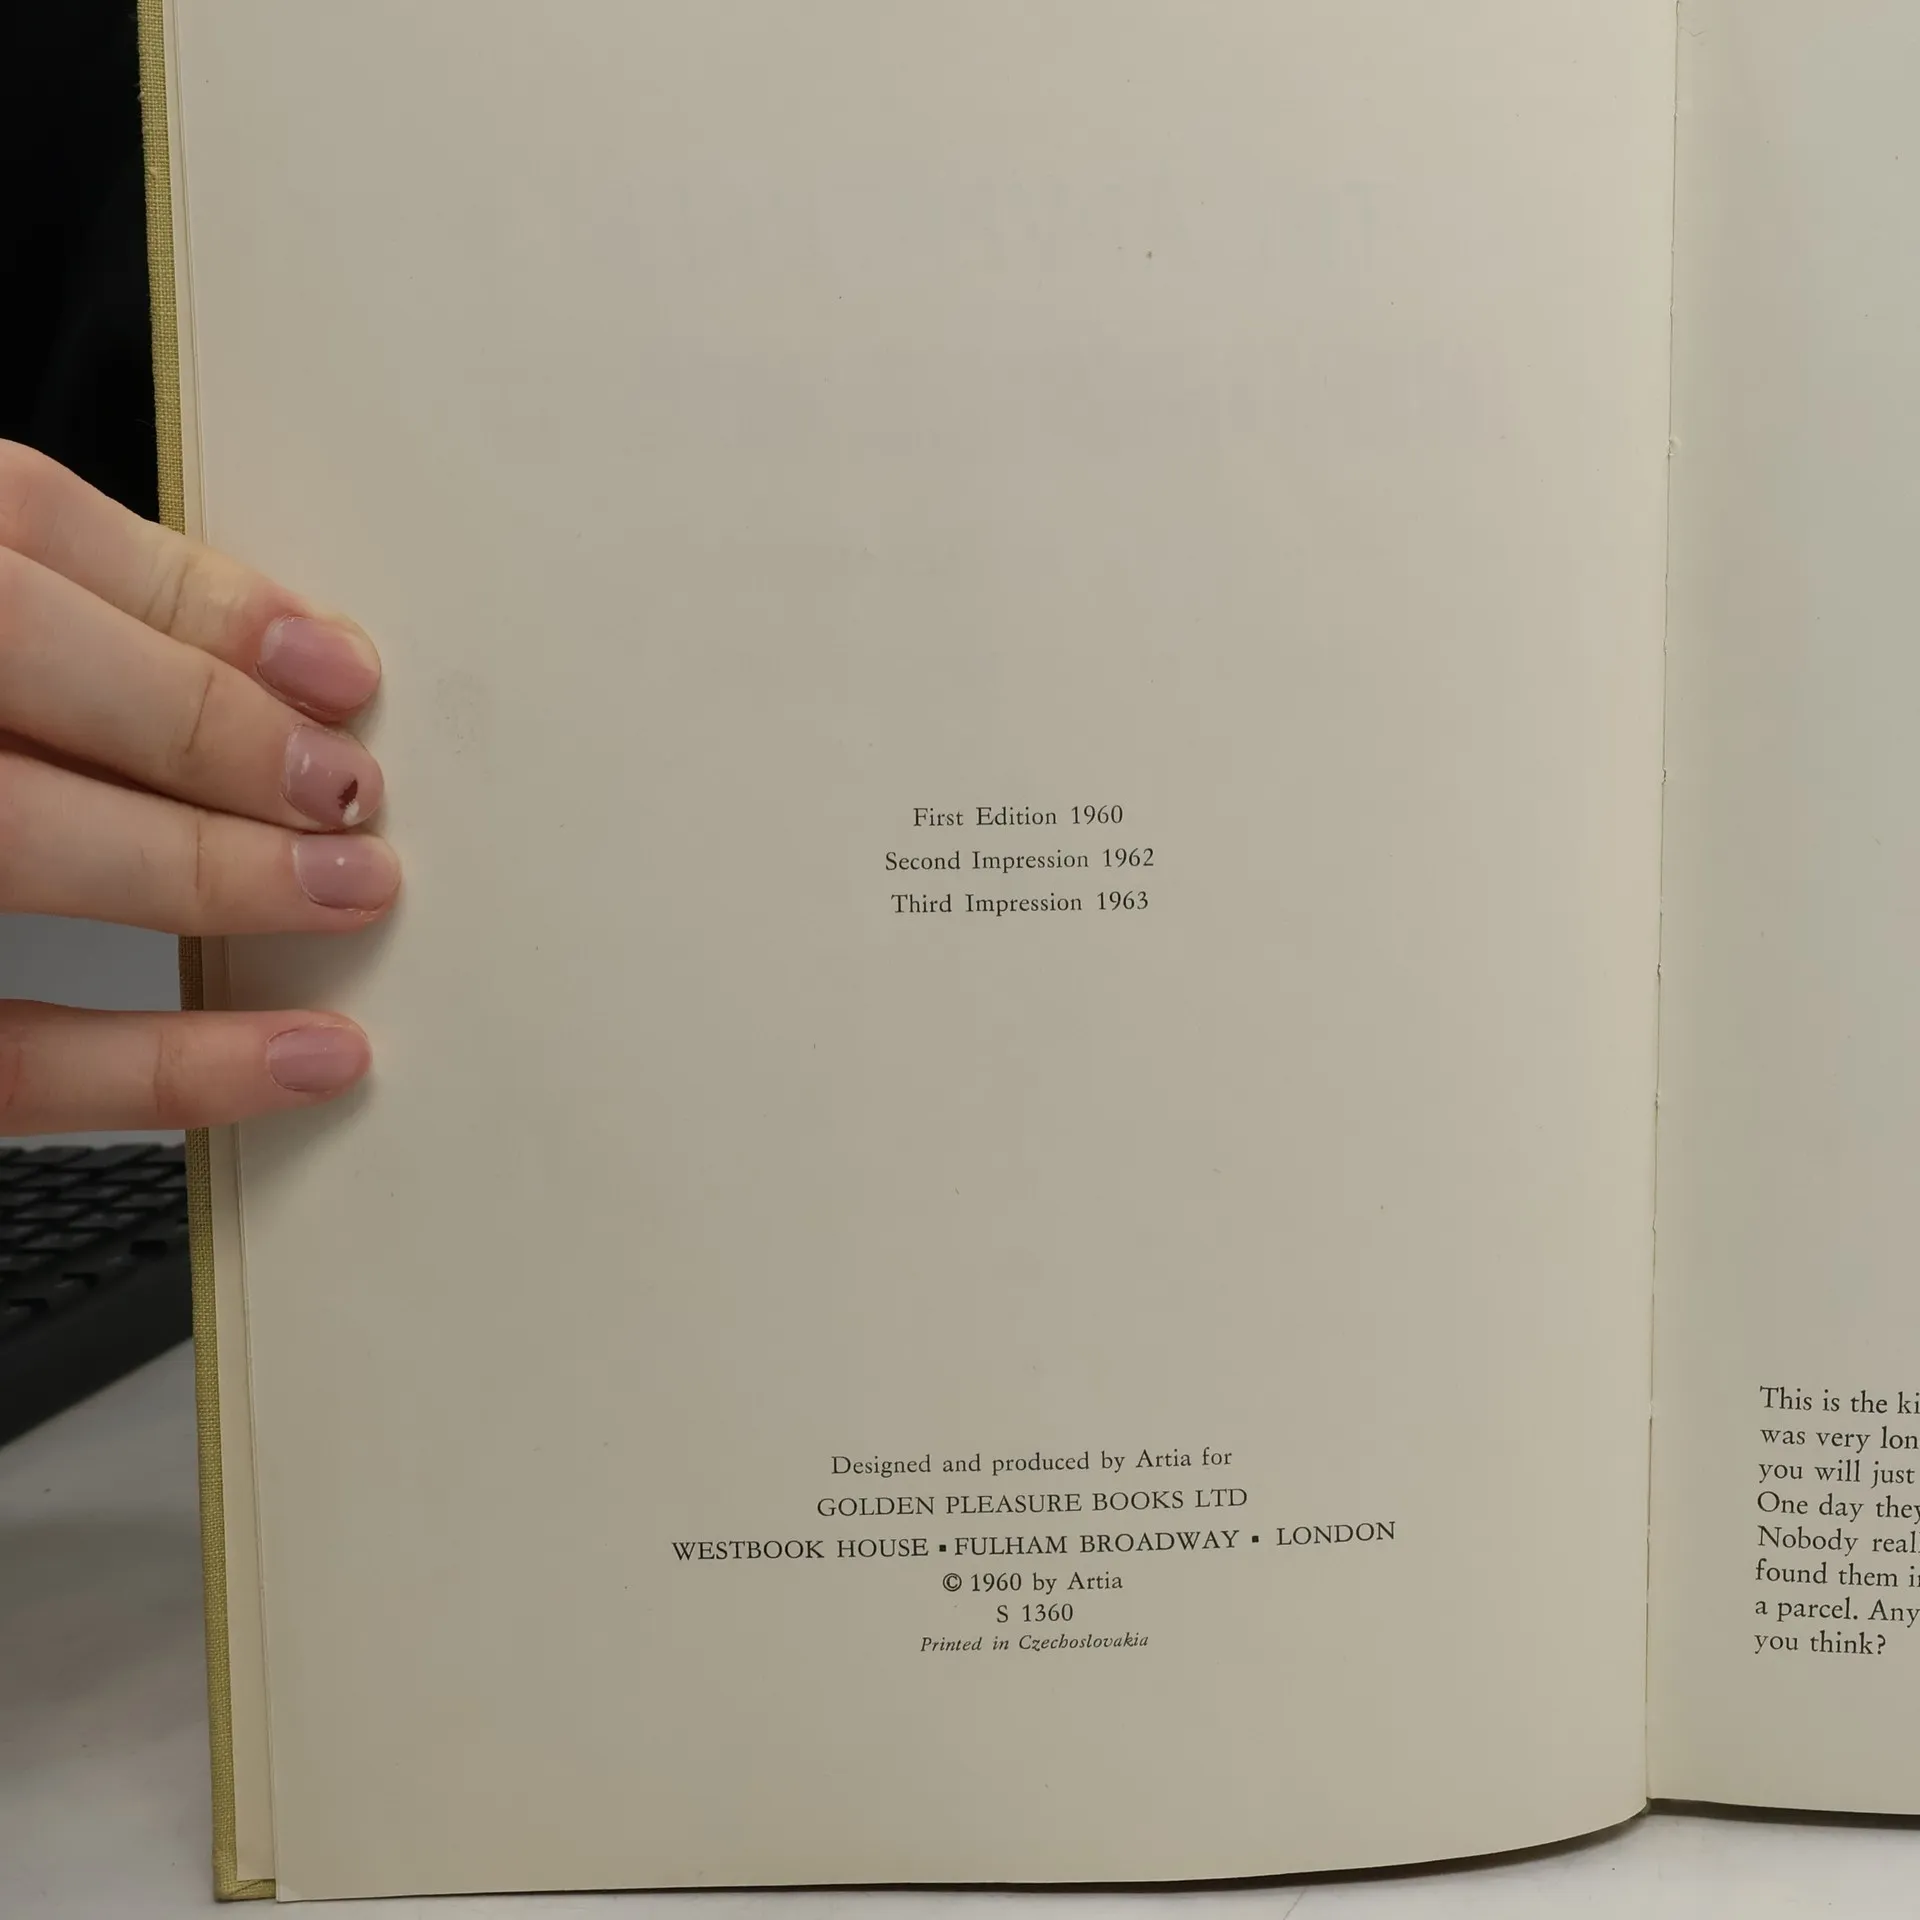 First Edition 1960
Second Impression 1962
Third Impression 1963
Designed and produced by Artia for
GOLDEN PLEASURE BOOKS LTD
WESTBOOK HOUSE ▪ FULHAM BROADWAY ▪ LONDON
© 1960 by Artia
S 1360
Printed in Czechoslovakia
This is the
was very
you will just
One day
Nobody
found them
a parcel.
you think?